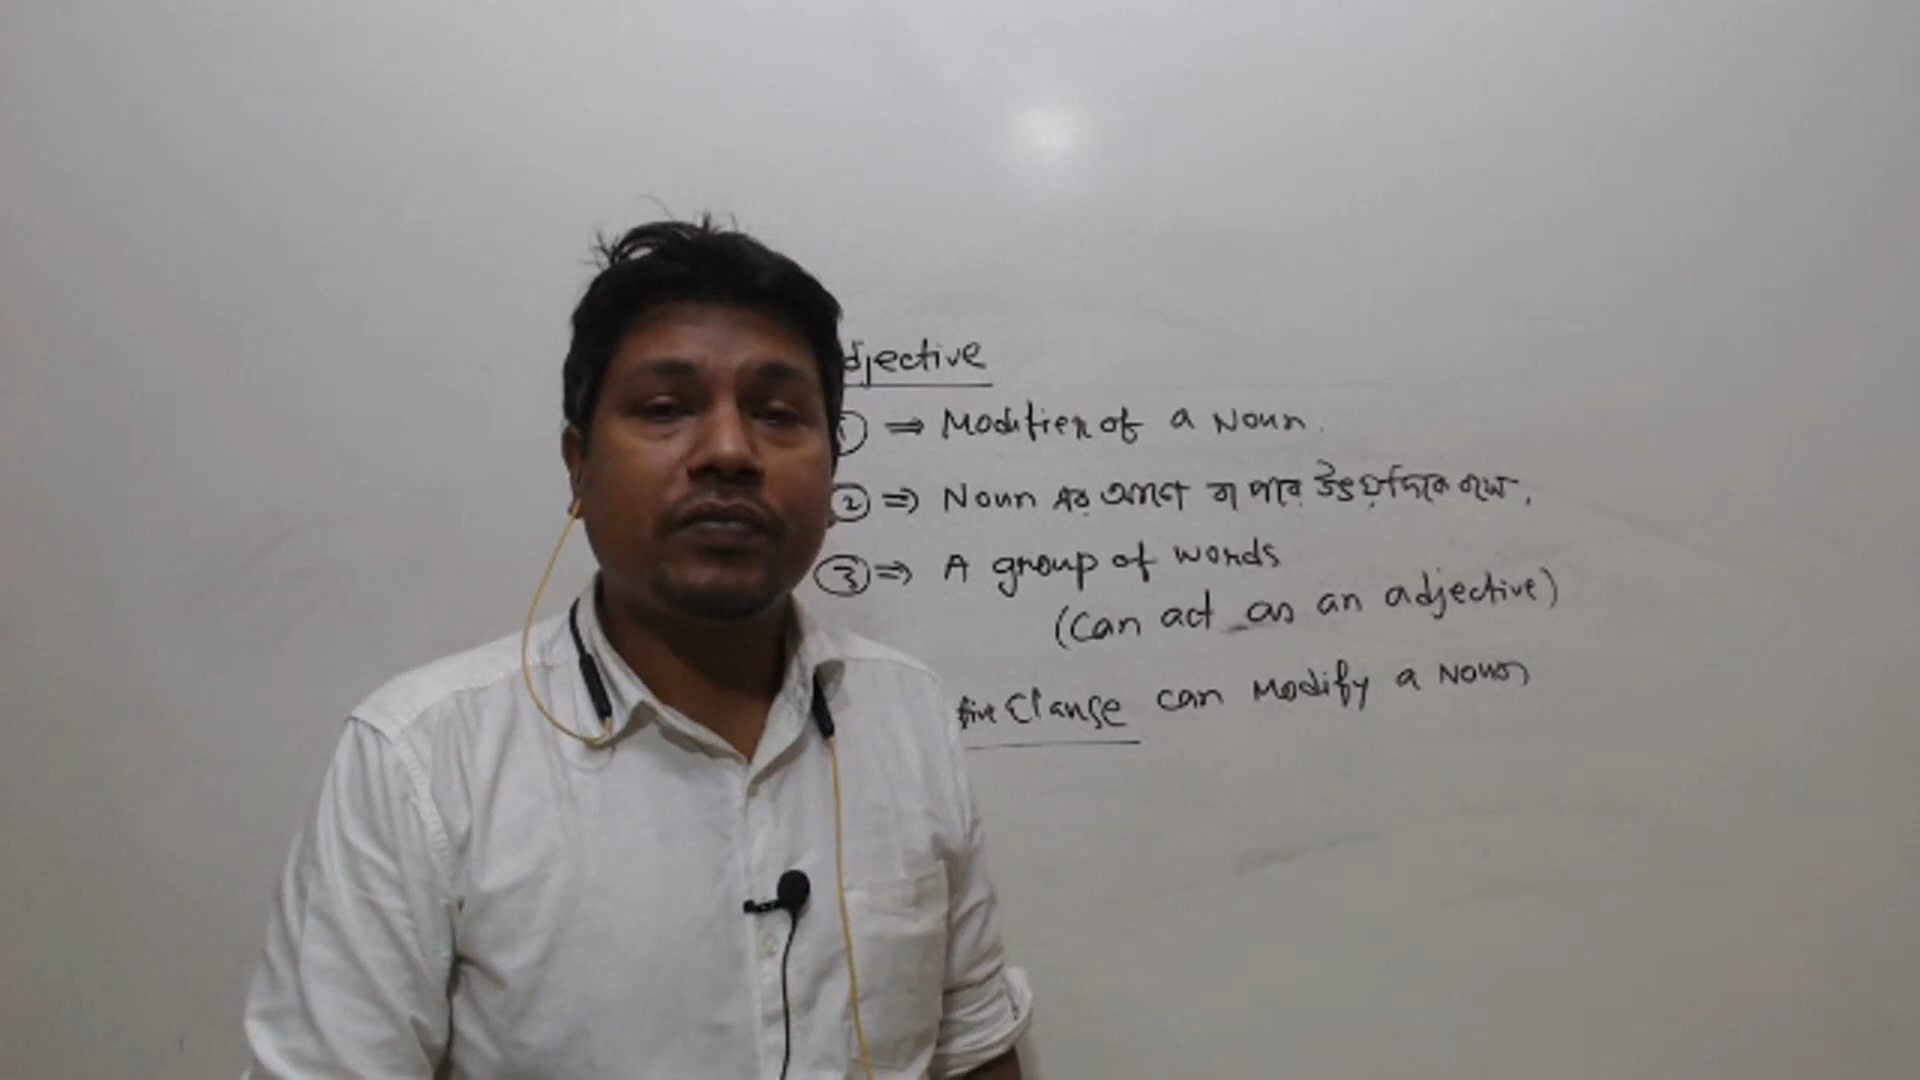 djective
① ⇒ Modifier of a Noun.
② ⇒ Noun এর আগে বা পরে উভয়দিকে বসে,
③ ⇒ A group of words
(Can act as an adjective)
tive Clause can Modify a Noun